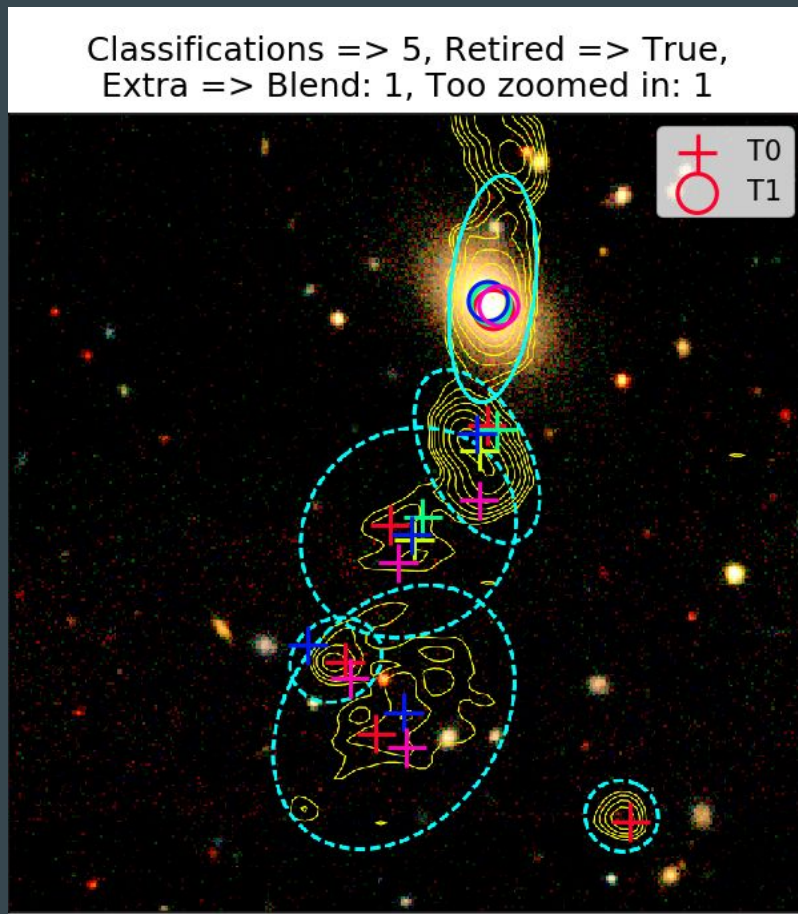 Classifications => 5, Retired => True,
Extra => Blend: 1, Too zoomed in: 1
T0
T1